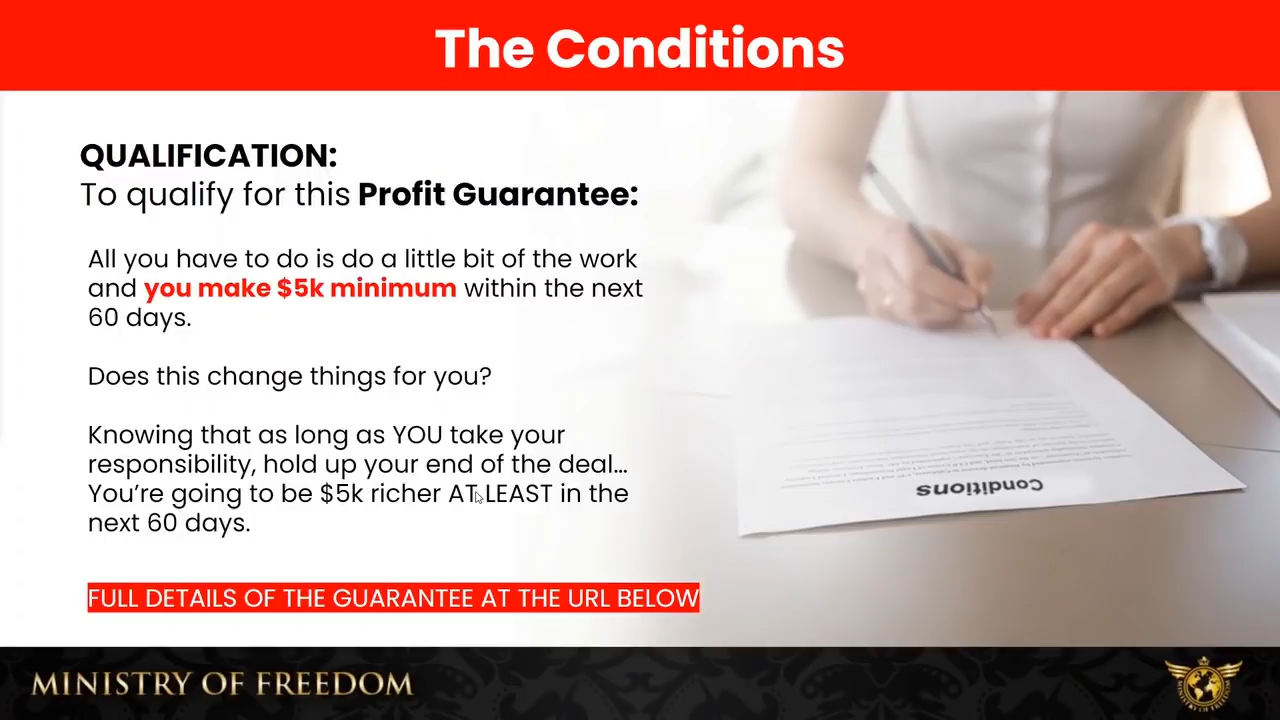 The Conditions
QUALIFICATION:
To qualify for this Profit Guarantee:
All you have to do is do a little bit of the work
and you make $5k minimum within the next
60 days.
Does this change things for you?
Knowing that as long as YOU take your
responsibility, hold up your end of the deal...
You're going to be $5k richer AT LEAST in the
next 60 days.
Conditions
FULL DETAILS OF THE GUARANTEE AT THE URL BELOW
MINISTRY OF FREEDOM
MINISTRY OF FREEDOM